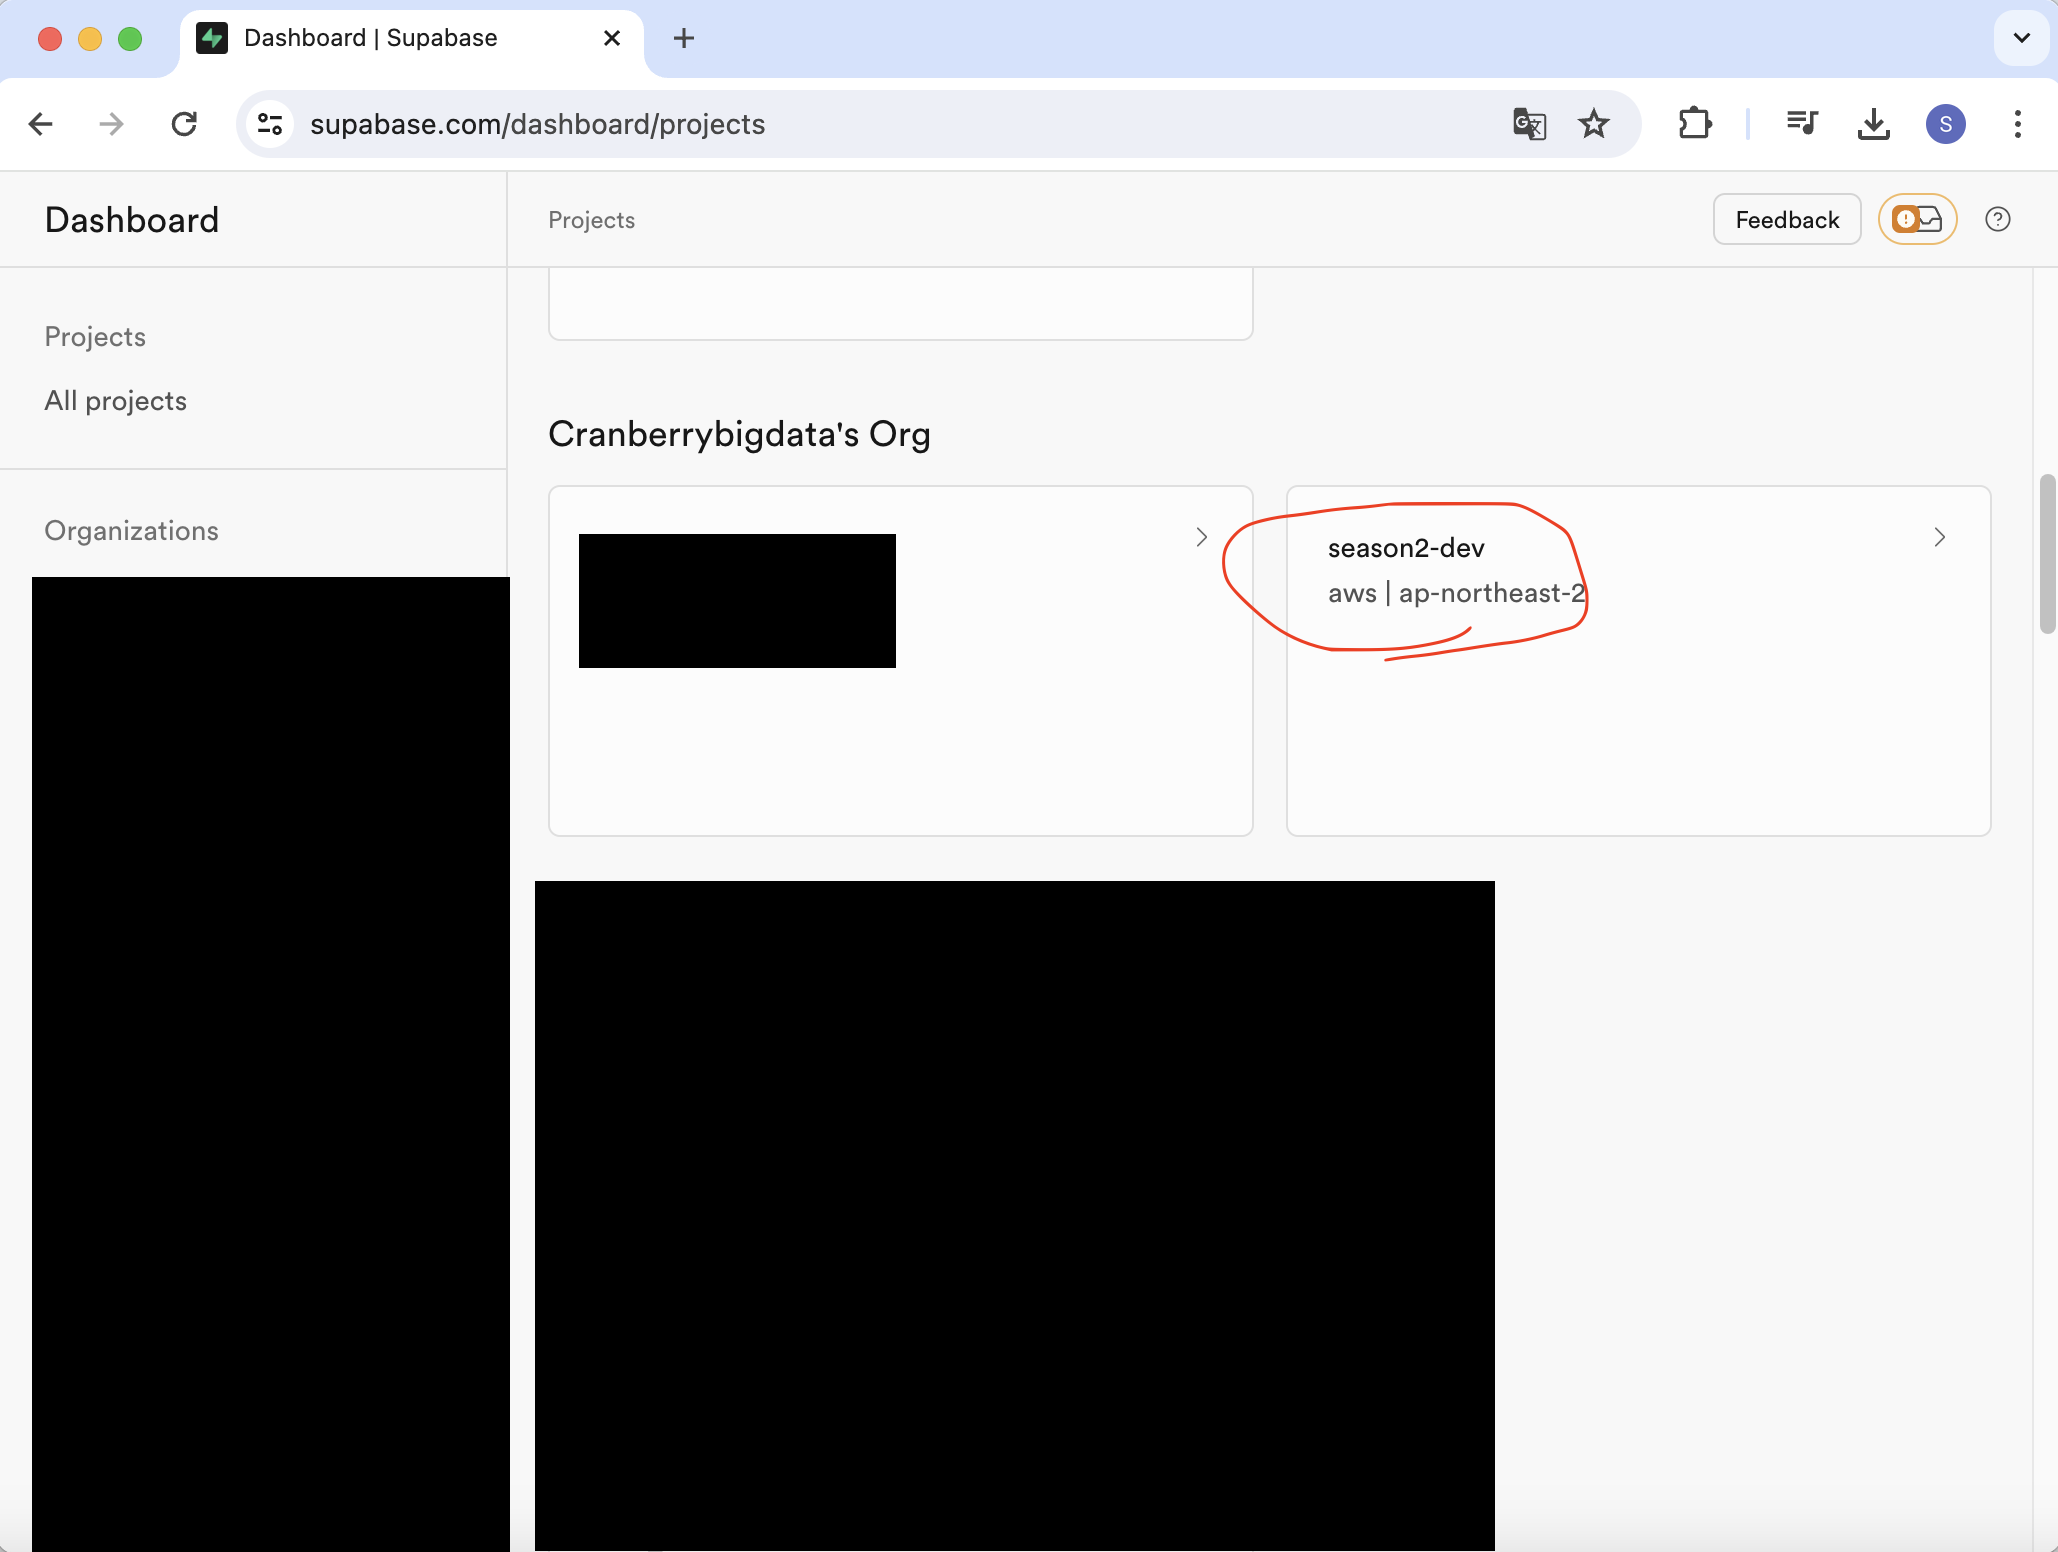 Dashboard | Supabase
supabase.com/dashboard/projects
S
Dashboard
Projects
Feedback
Projects
All projects
Organizations
Cranberrybigdata's Org
season2-dev
aws | ap-northeast-2